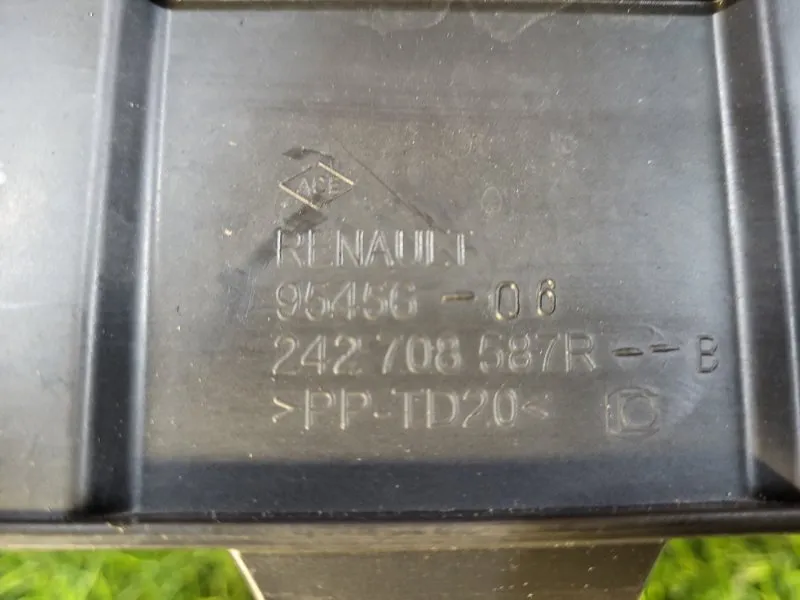 ACE
RENAULT
95456 - 06
242 708 587R -- B
>PP-TD20<